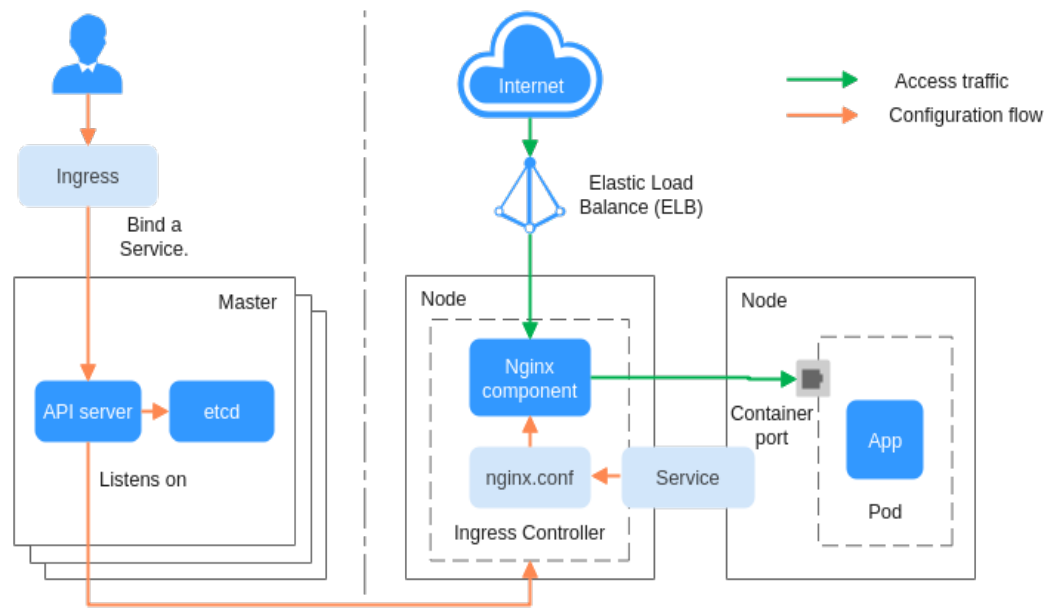 Internet
Access traffic
Configuration flow
Ingress
Elastic Load
Balance (ELB)
Bind a
Service.
Master
Node
Node
Nginx
component
API server
etcd
Container
port
App
Listens on
nginx.conf
Service
Pod
Ingress Controller